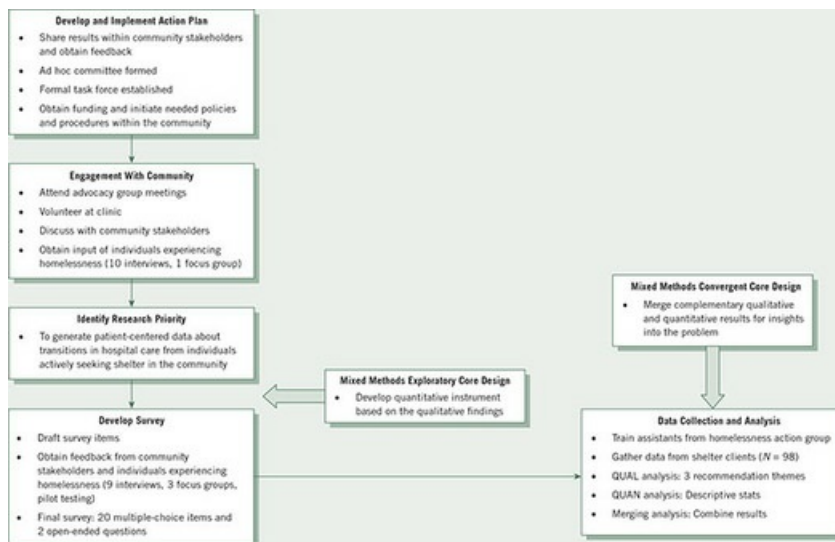 Develop and Implement Action Plan
• Share results within community stakeholders
and obtain feedback
• Ad hoc committee formed
• Formal task force established
• Obtain funding and initiate needed policies
and procedures within the community
Engagement With Community
• Attend advocacy group meetings
• Volunteer at clinic
• Discuss with community stakeholders
• Obtain input of individuals experiencing
homelessness (10 interviews, 1 focus group)
Identify Research Priority
• To generate patient-centered data about
transitions in hospital care from individuals
actively seeking shelter in the community
Mixed Methods Exploratory Core Design
• Develop quantitative instrument
based on the qualitative findings
Develop Survey
• Draft survey items
• Obtain feedback from community
stakeholders and individuals experiencing
homelessness (9 interviews, 3 focus groups,
pilot testing)
• Final survey: 20 multiple-choice items and
2 open-ended questions
Mixed Methods Convergent Core Design
• Merge complementary qualitative
and quantitative results for insights
into the problem
Data Collection and Analysis
• Train assistants from homelessness action group
• Gather data from shelter clients (N = 98)
• QUAL analysis: 3 recommendation themes
• QUAN analysis: Descriptive stats
• Merging analysis: Combine results